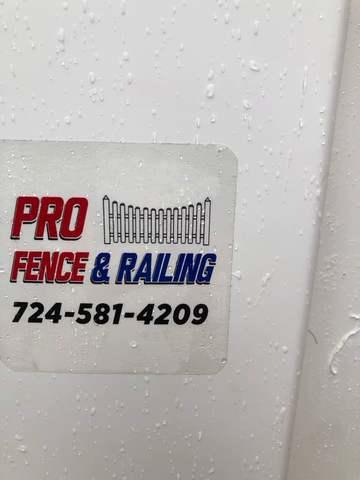 PRO
FENCE & RAILING
724-581-4209